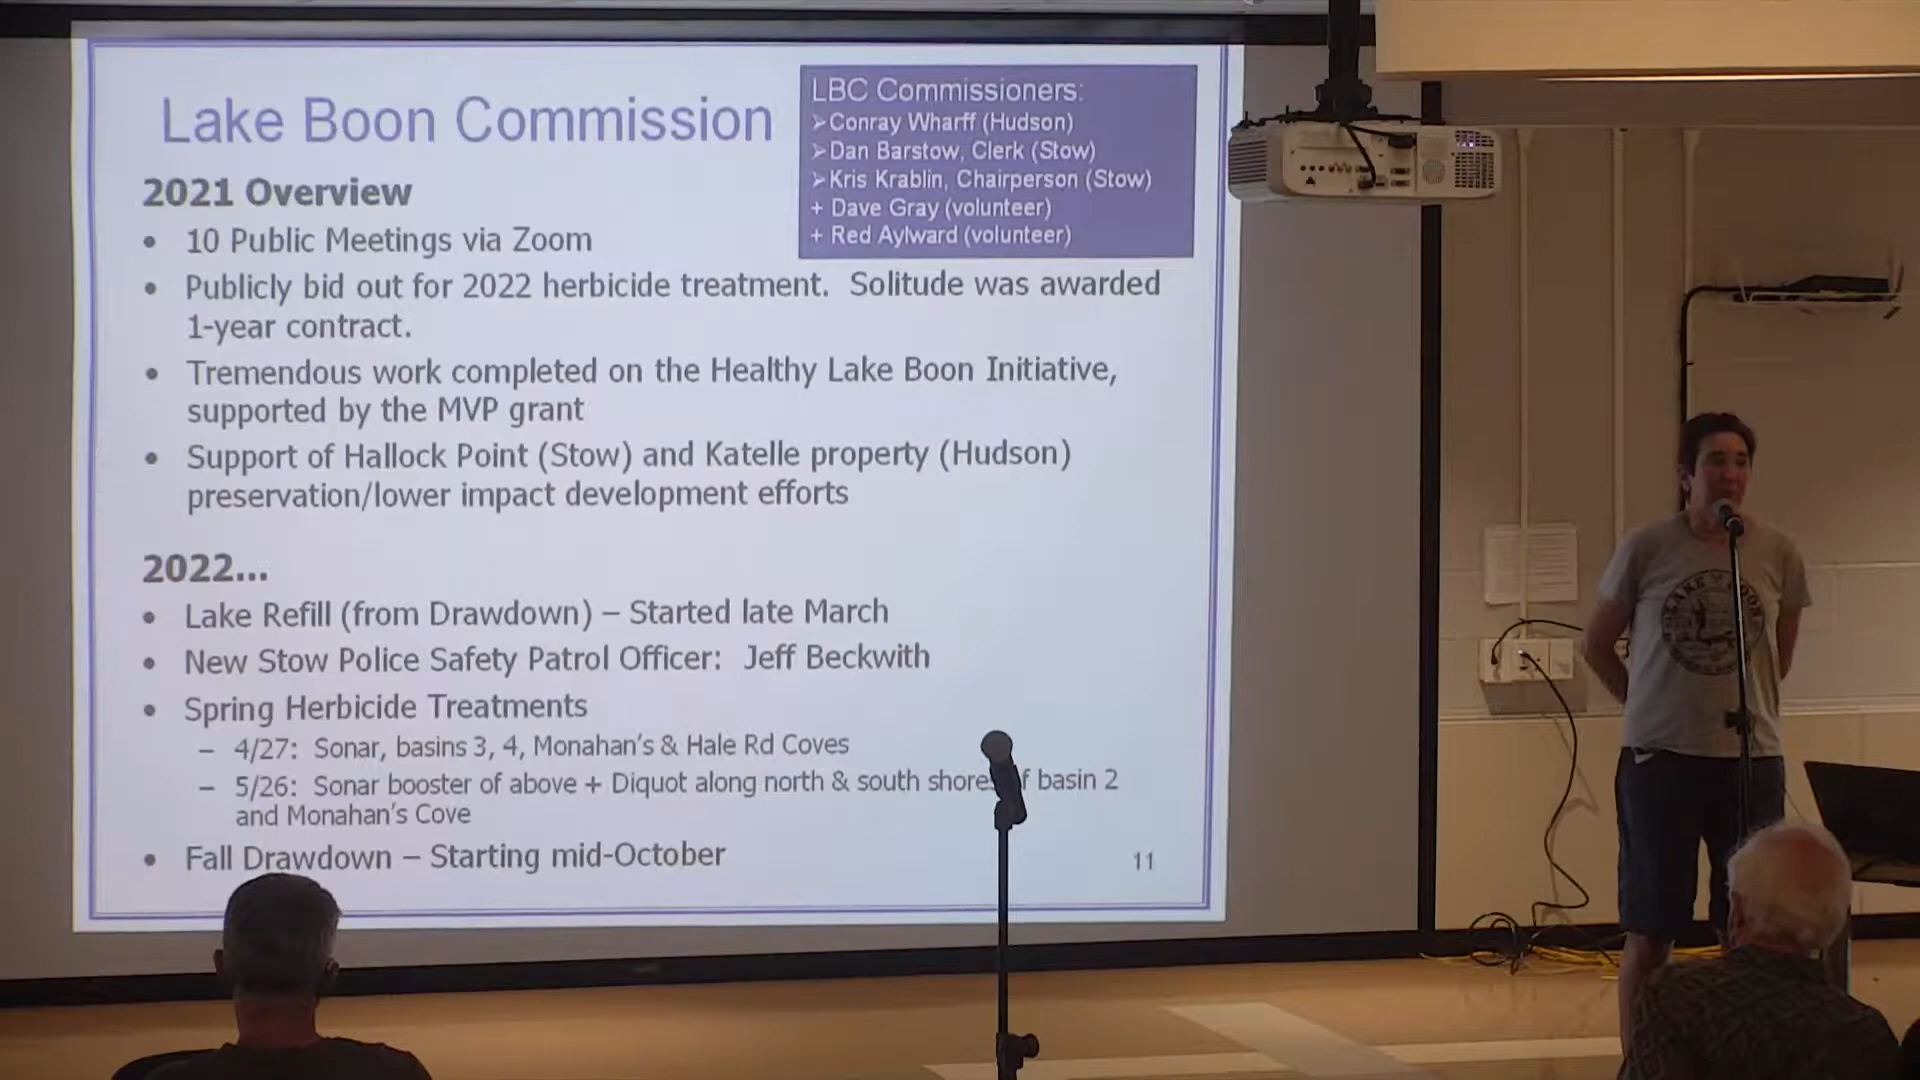 Lake Boon Commission
LBC Commissioners:
➢Conray Wharff (Hudson)
➢Dan Barstow, Clerk (Stow)
➢Kris Krablin, Chairperson (Stow)
+ Dave Gray (volunteer)
+ Red Aylward (volunteer)
2021 Overview
• 10 Public Meetings via Zoom
• Publicly bid out for 2022 herbicide treatment. Solitude was awarded
1-year contract.
• Tremendous work completed on the Healthy Lake Boon Initiative,
supported by the MVP grant
• Support of Hallock Point (Stow) and Katelle property (Hudson)
preservation/lower impact development efforts
2022...
• Lake Refill (from Drawdown) – Started late March
• New Stow Police Safety Patrol Officer: Jeff Beckwith
• Spring Herbicide Treatments
– 4/27: Sonar, basins 3, 4, Monahan's & Hale Rd Coves
– 5/26: Sonar booster of above + Diquot along north & south shores of basin 2
and Monahan's Cove
• Fall Drawdown – Starting mid-October
11
LAKE BOON